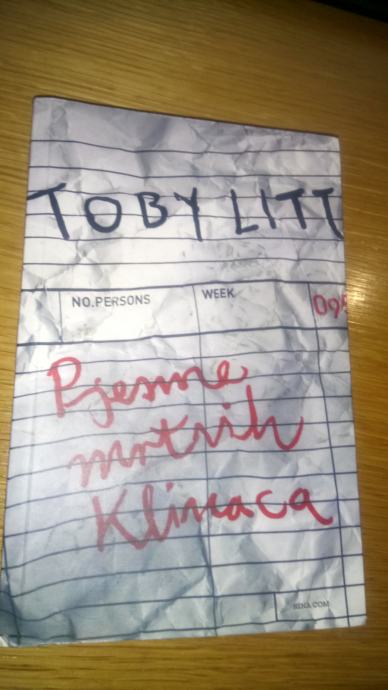 TOBY LITT
NO.PERSONS WEEK
Pjesme
mrtvih
Klinaca